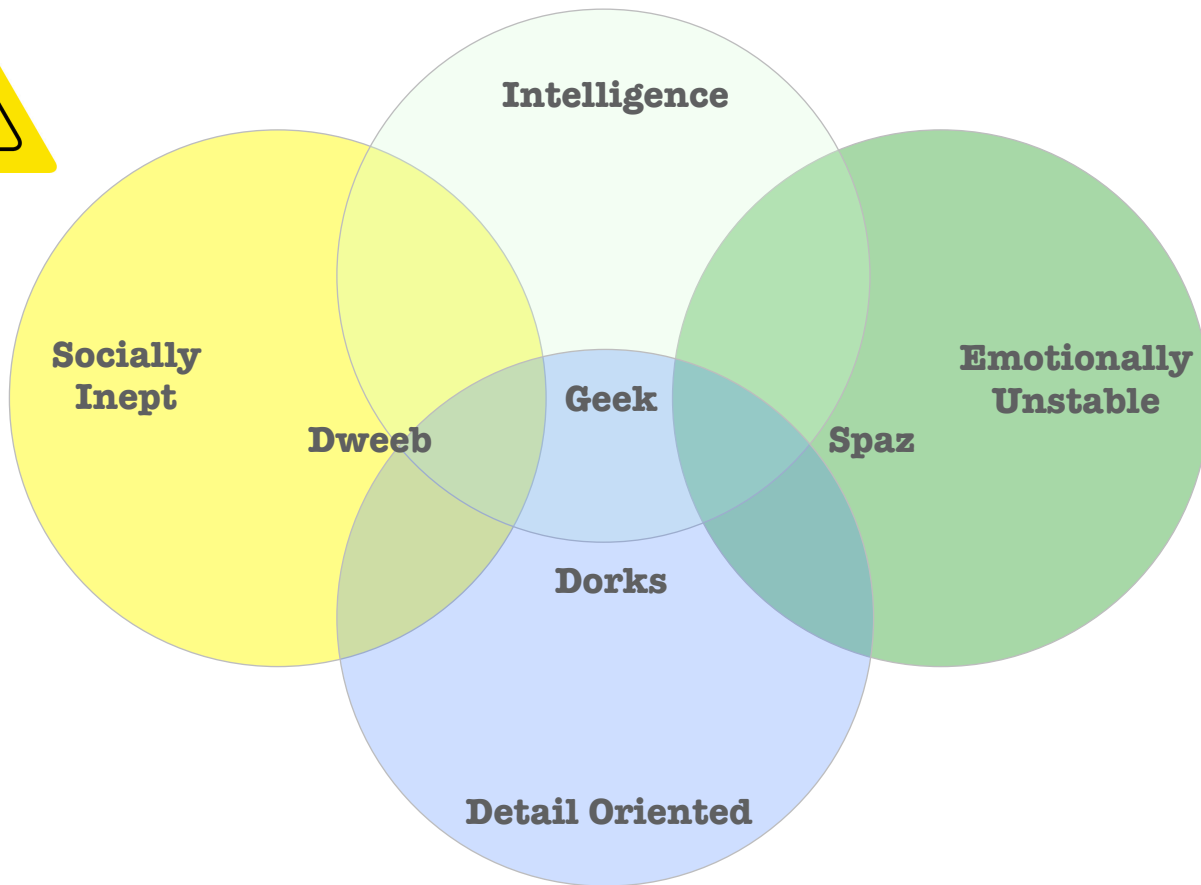 Intelligence
Socially
Inept
Emotionally
Unstable
Geek
Dweeb
Spaz
Dorks
Detail Oriented